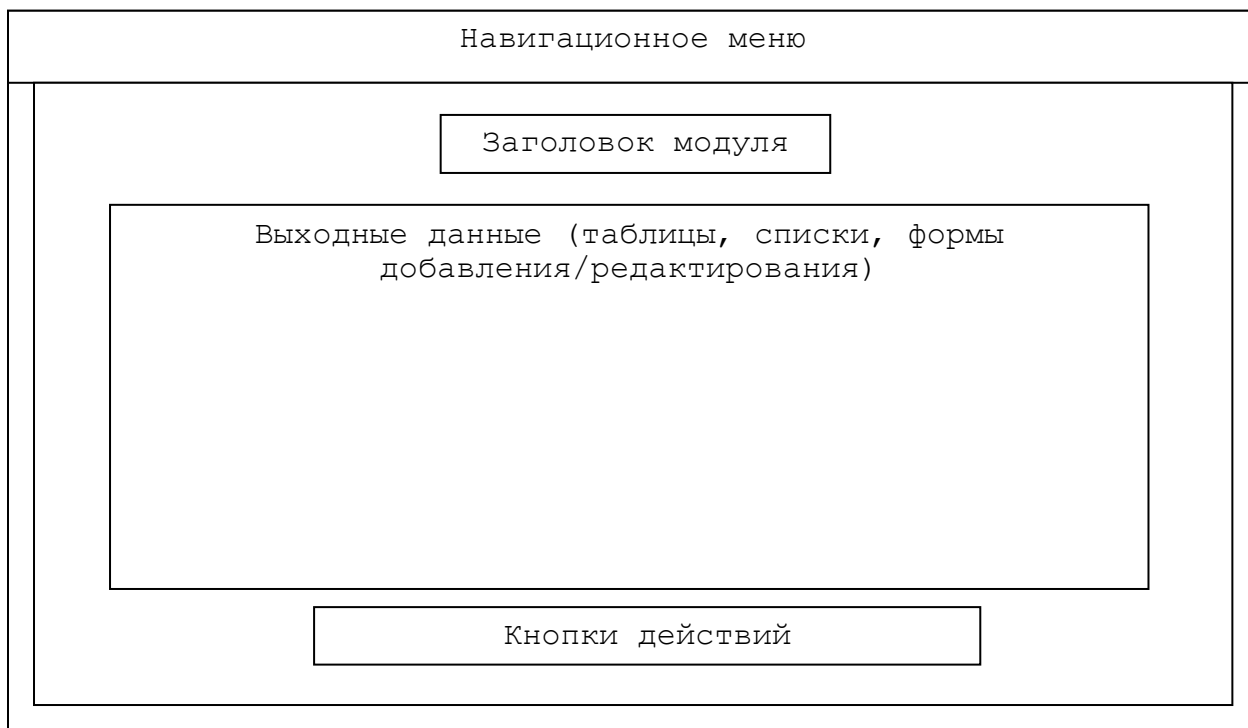 Навигационное меню
Заголовок модуля
Выходные данные (таблицы, списки, формы
добавления/редактирования)
Кнопки действий